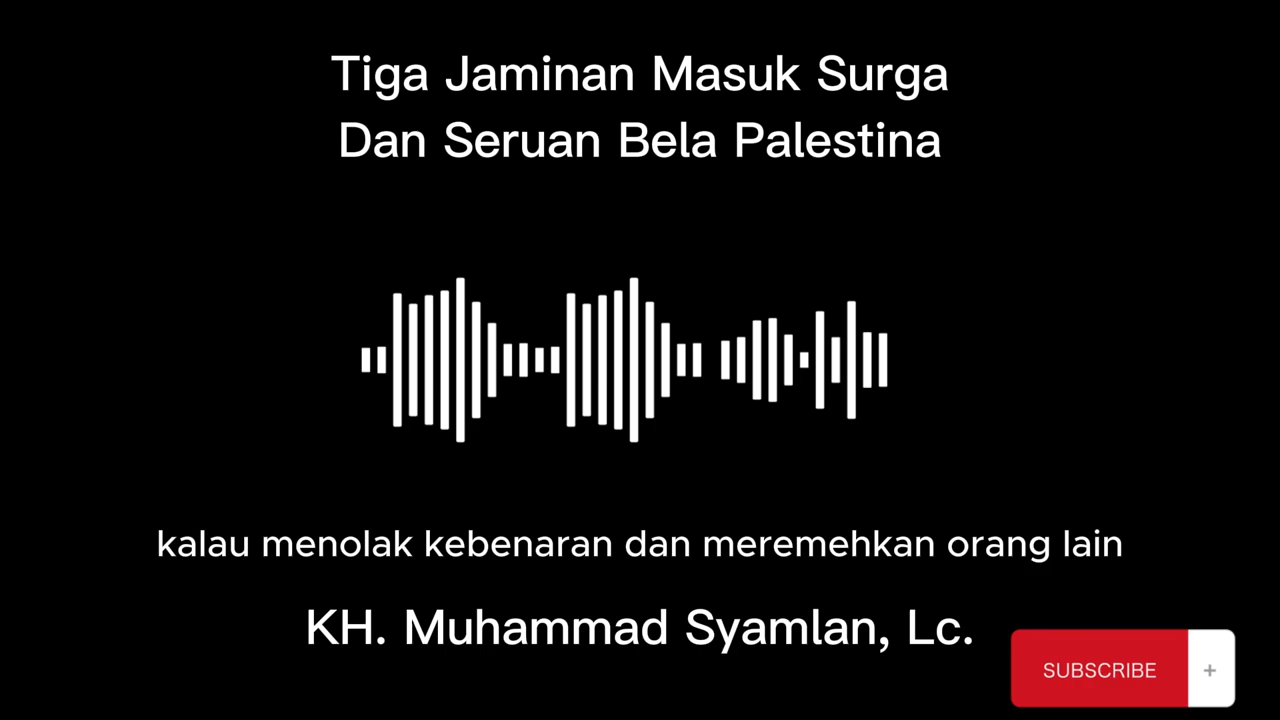 Tiga Jaminan Masuk Surga
Dan Seruan Bela Palestina
kalau menolak kebenaran dan meremehkan orang lain
KH. Muhammad Syamlan, Lc.
SUBSCRIBE +